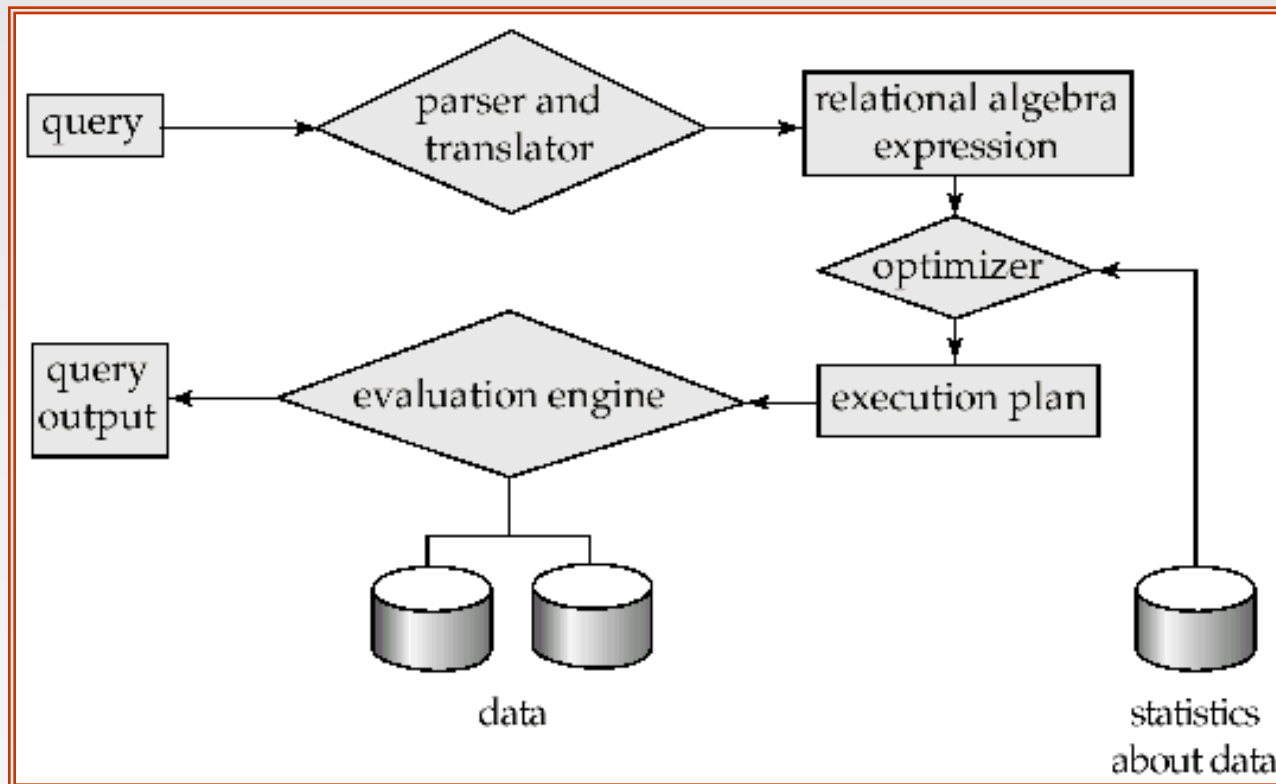 query
parser and
translator
relational algebra
expression
optimizer
query
output
evaluation engine
execution plan
data
statistics
about data